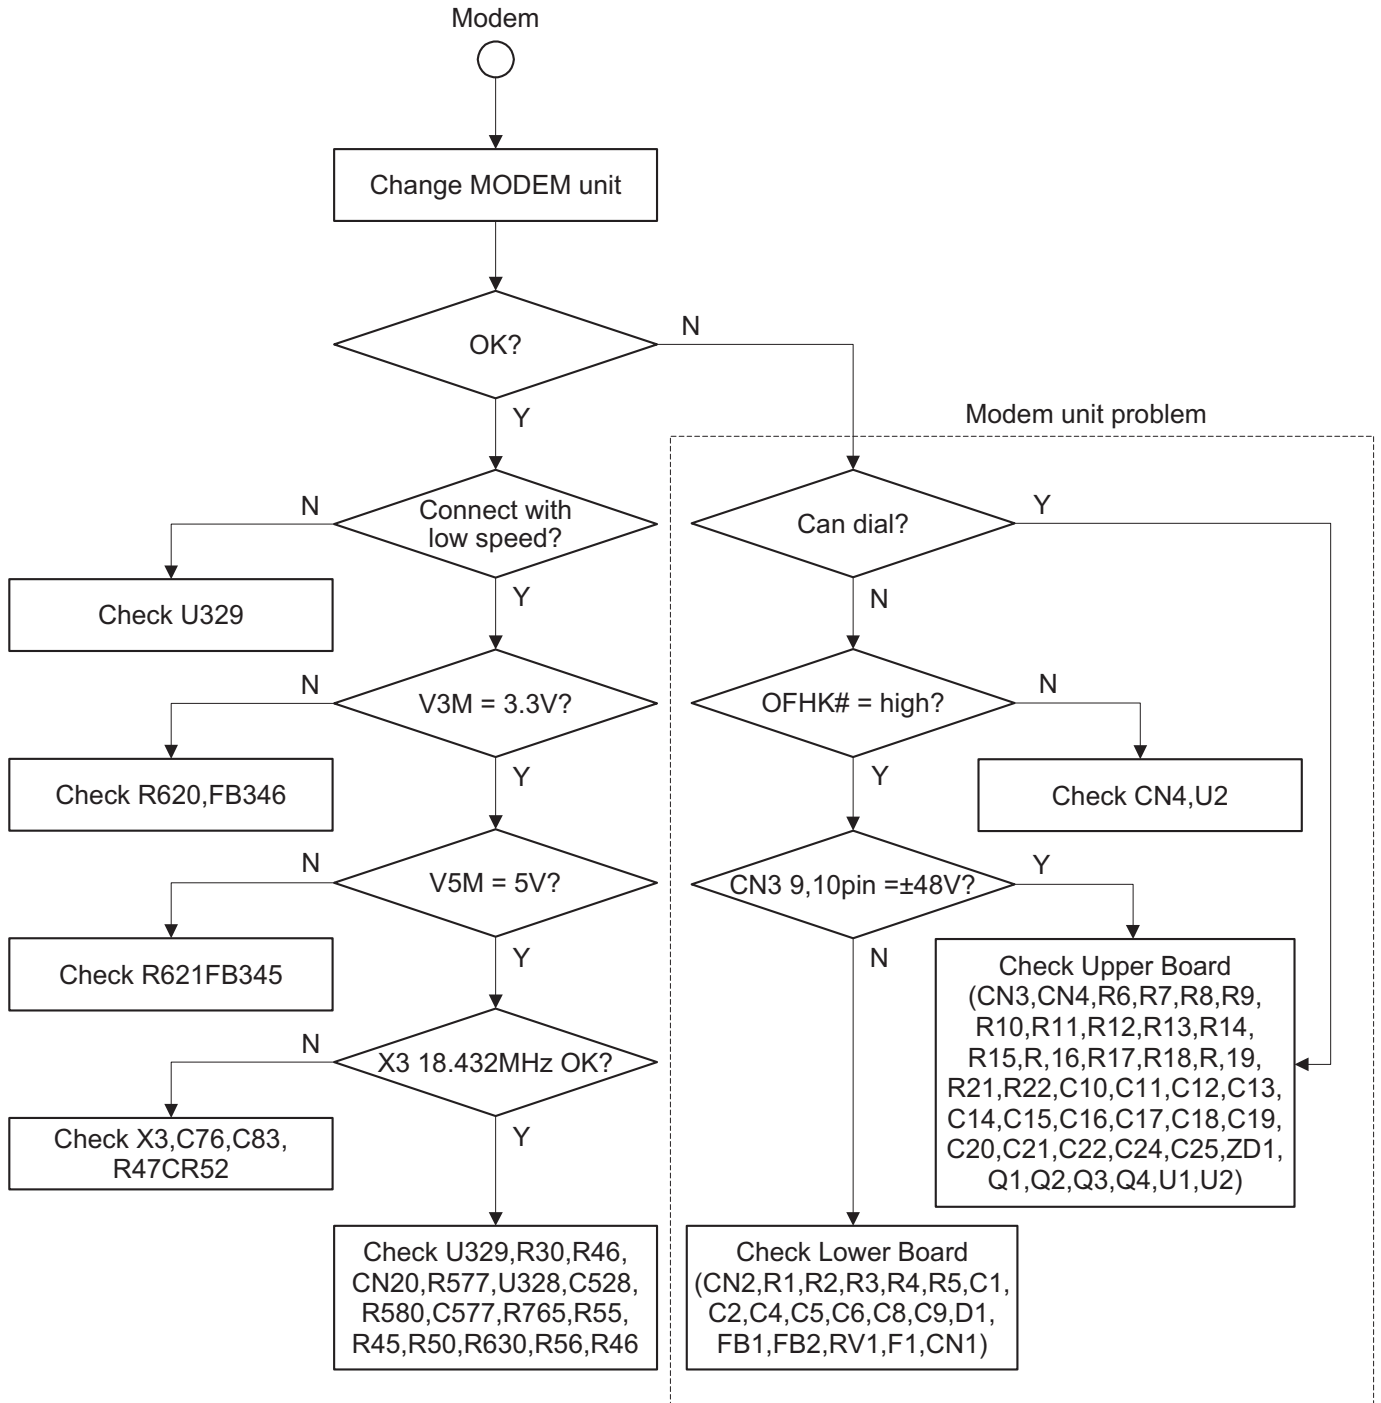 Modem
Change MODEM unit
OK?
N
Y
Modem unit problem
Connect with
low speed?
N
Y
Can dial?
Y
N
Check U329
V3M = 3.3V?
N
Y
OFHK# = high?
N
Y
Check R620,FB346
Check CN4,U2
V5M = 5V?
N
Y
CN3 9,10pin =±48V?
Y
N
Check R621FB345
Check Upper Board
(CN3,CN4,R6,R7,R8,R9,
R10,R11,R12,R13,R14,
R15,R,16,R17,R18,R,19,
R21,R22,C10,C11,C12,C13,
C14,C15,C16,C17,C18,C19,
C20,C21,C22,C24,C25,ZD1,
Q1,Q2,Q3,Q4,U1,U2)
X3 18.432MHz OK?
N
Y
Check X3,C76,C83,
R47CR52
Check U329,R30,R46,
CN20,R577,U328,C528,
R580,C577,R765,R55,
R45,R50,R630,R56,R46
Check Lower Board
(CN2,R1,R2,R3,R4,R5,C1,
C2,C4,C5,C6,C8,C9,D1,
FB1,FB2,RV1,F1,CN1)